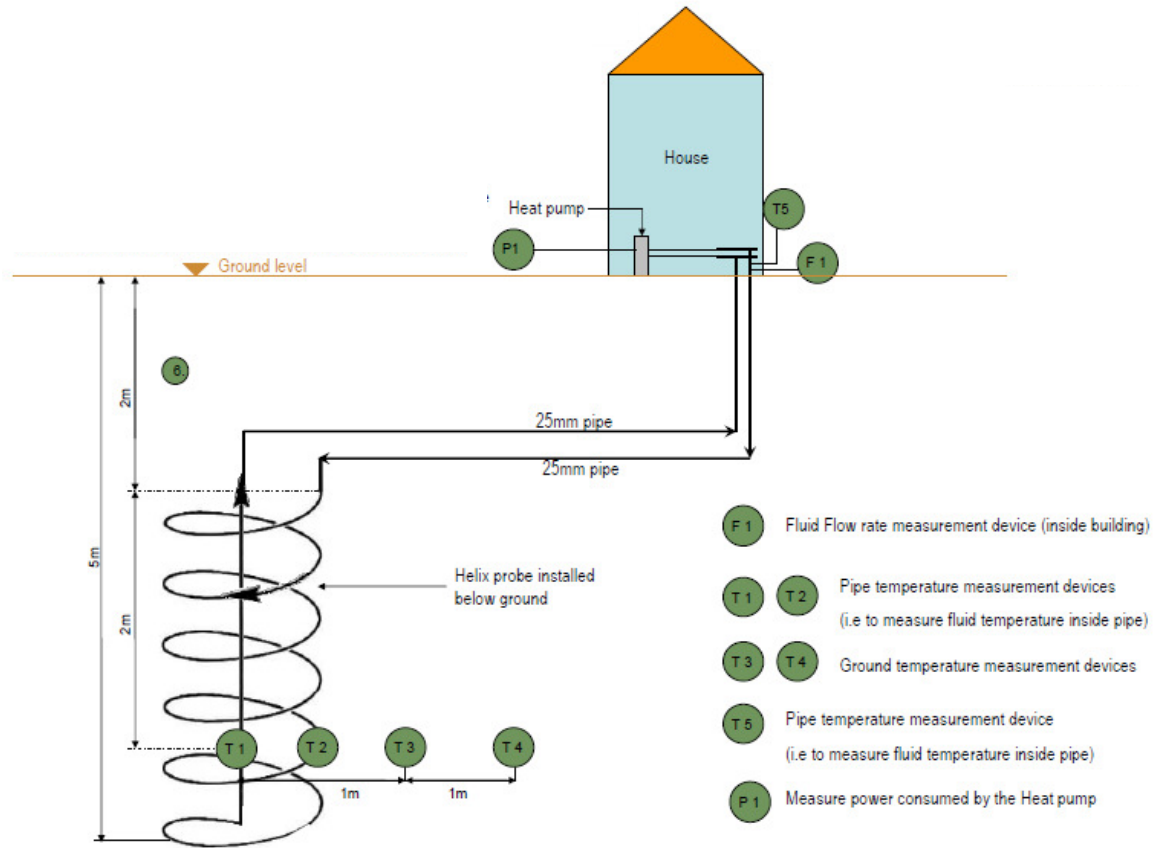 House
Heat pump
T5
P1
F 1
Ground level
6.
2m
25mm pipe
25mm pipe
5m
2m
Helix probe installed
below ground
T 1
T 2
T 3
T 4
1m
1m
F 1
Fluid Flow rate measurement device (inside building)
T 1
T 2
Pipe temperature measurement devices
(i.e to measure fluid temperature inside pipe)
T 3
T 4
Ground temperature measurement devices
T 5
Pipe temperature measurement device
(i.e to measure fluid temperature inside pipe)
P 1
Measure power consumed by the Heat pump